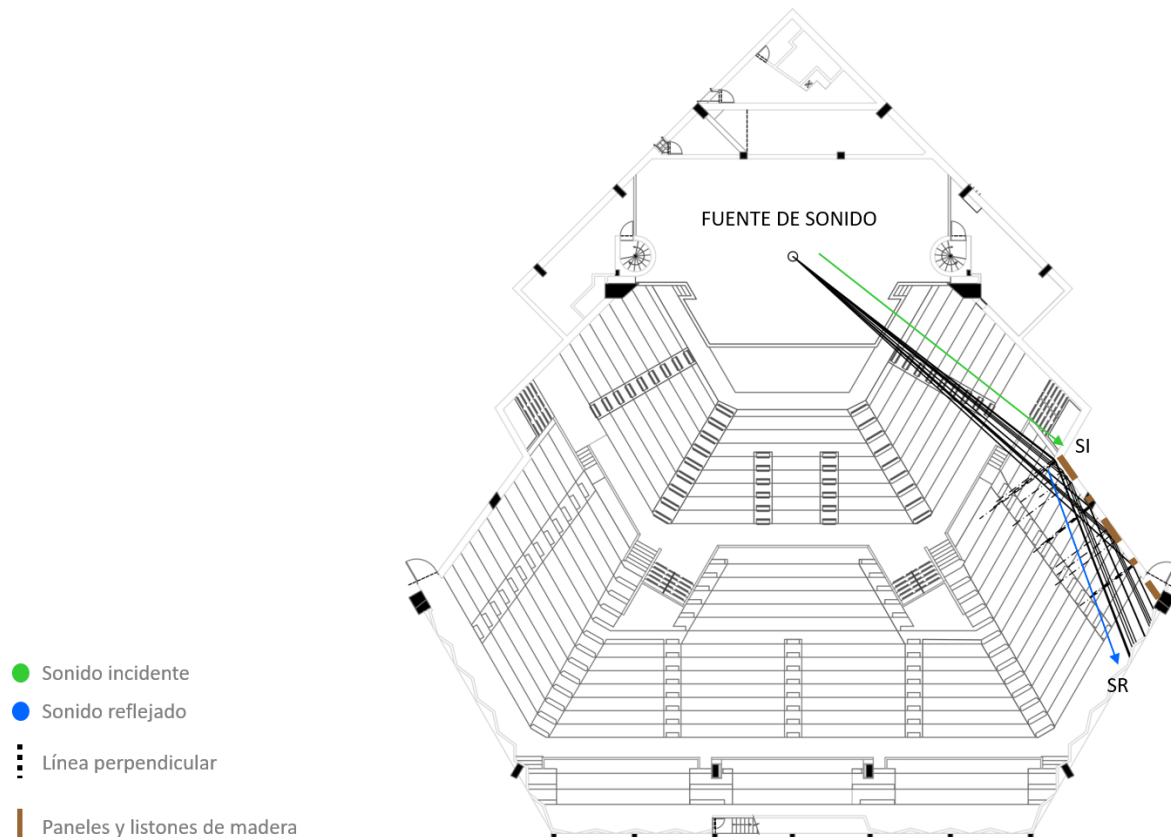 FUENTE DE SONIDO
SI
SR
Sonido incidente
Sonido reflejado
Línea perpendicular
Paneles y listones de madera